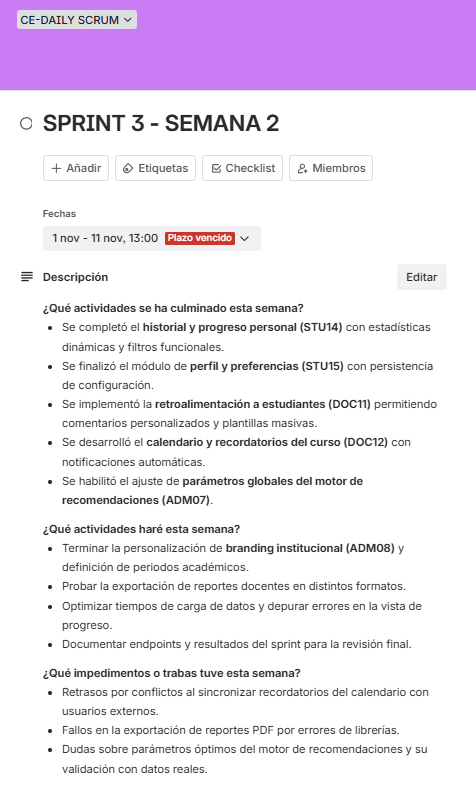 CE-DAILY SCRUM
SPRINT 3 - SEMANA 2
Añadir
Etiquetas
Checklist
Miembros
Fechas
1 nov - 11 nov, 13:00 Plazo vencido
Descripción
Editar
¿Qué actividades se ha culminado esta semana?
• Se completó el historial y progreso personal (STU14) con estadísticas
dinámicas y filtros funcionales.
• Se finalizó el módulo de perfil y preferencias (STU15) con persistencia
de configuración.
• Se implementó la retroalimentación a estudiantes (DOC11) permitiendo
comentarios personalizados y plantillas masivas.
• Se desarrolló el calendario y recordatorios del curso (DOC12) con
notificaciones automáticas.
• Se habilitó el ajuste de parámetros globales del motor de
recomendaciones (ADM07).
¿Qué actividades haré esta semana?
• Terminar la personalización de branding institucional (ADM08) y
definición de periodos académicos.
• Probar la exportación de reportes docentes en distintos formatos.
• Optimizar tiempos de carga de datos y depurar errores en la vista de
progreso.
• Documentar endpoints y resultados del sprint para la revisión final.
¿Qué impedimentos o trabas tuve esta semana?
• Retrasos por conflictos al sincronizar recordatorios del calendario con
usuarios externos.
• Fallos en la exportación de reportes PDF por errores de librerías.
• Dudas sobre parámetros óptimos del motor de recomendaciones y su
validación con datos reales.